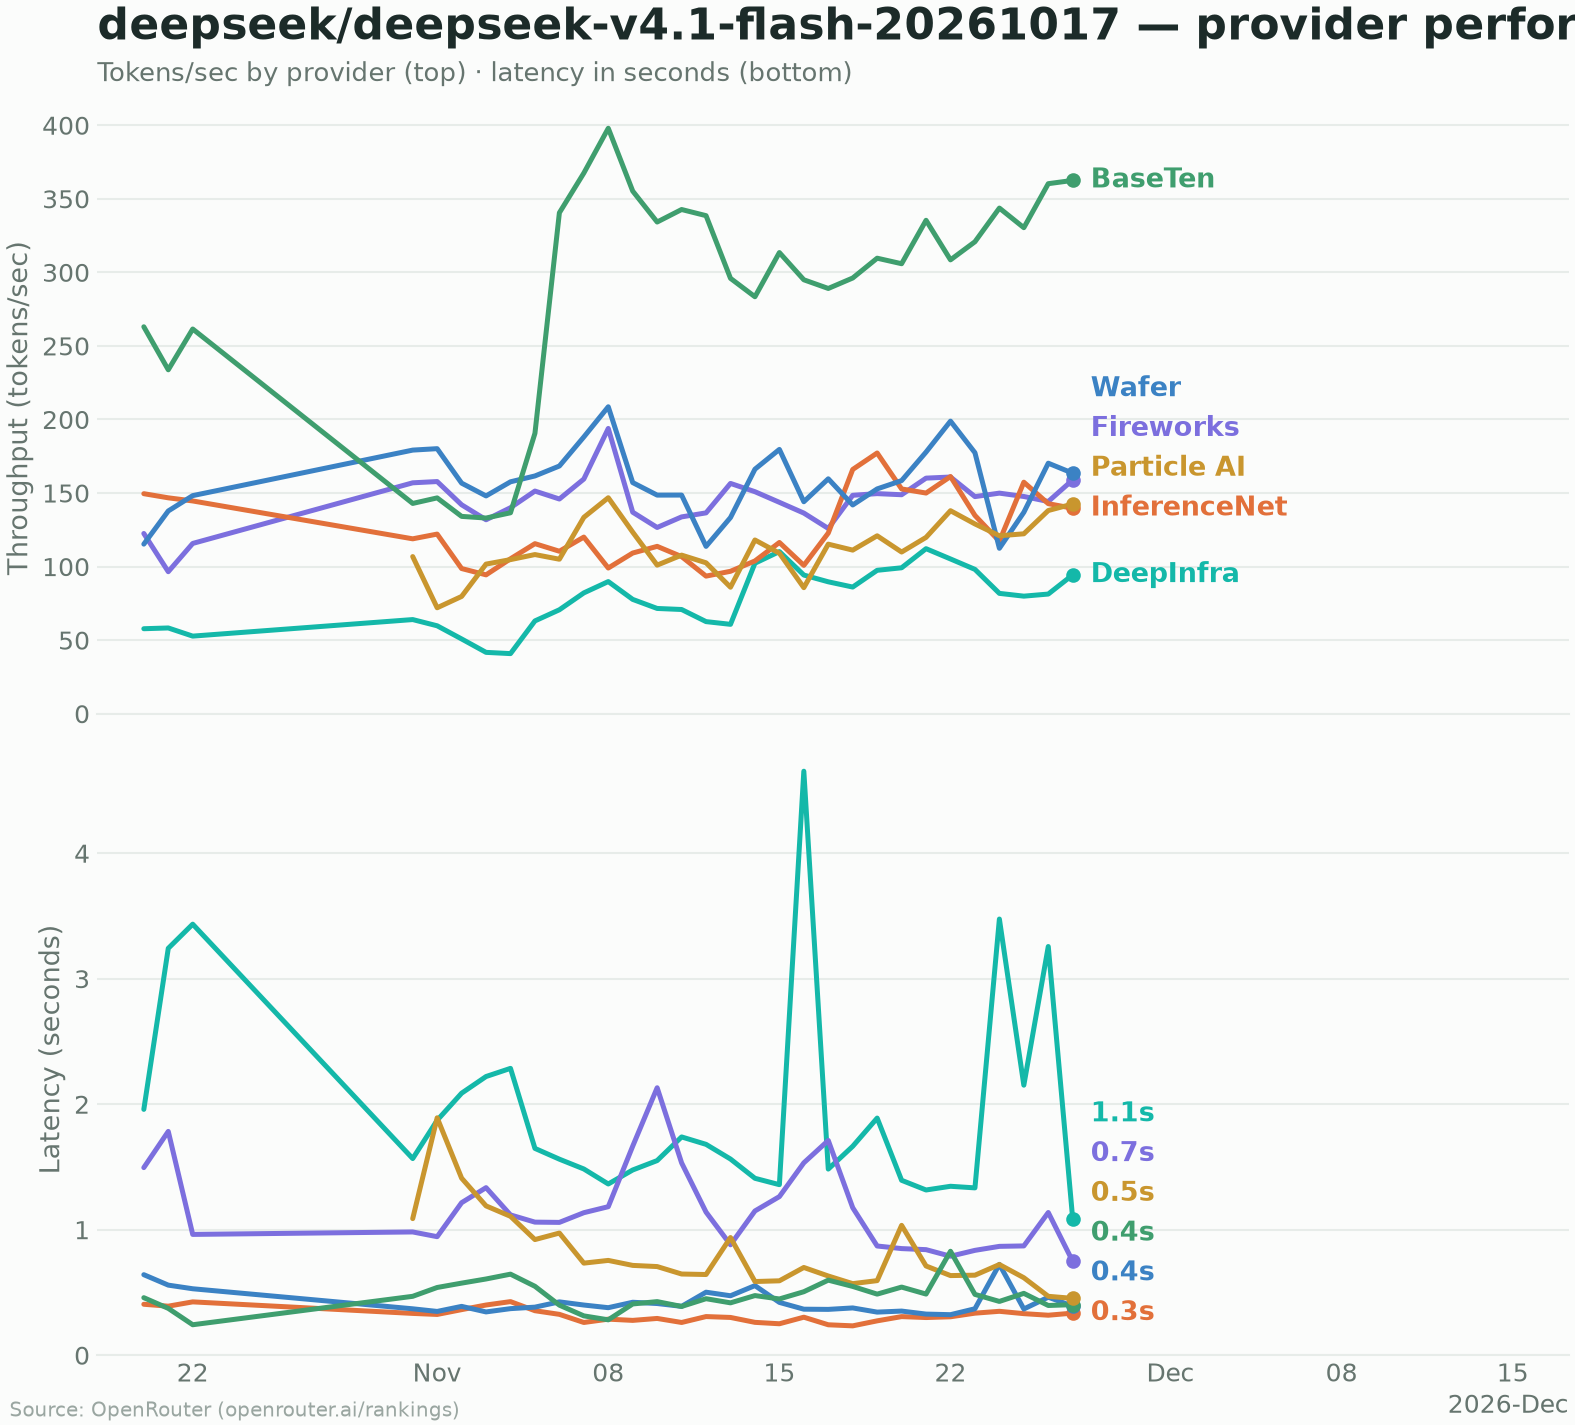 deepseek/deepseek-v4.1-flash-20261017 — provider perfor
Tokens/sec by provider (top) · latency in seconds (bottom)
Throughput (tokens/sec)
400
350
300
250
200
150
100
50
0
BaseTen
Wafer
Fireworks
Particle AI
InferenceNet
DeepInfra
Latency (seconds)
4
3
2
1
0
1.1s
0.7s
0.5s
0.4s
0.4s
0.3s
22 Nov 08 15 22 Dec 08 15
2026-Dec
Source: OpenRouter (openrouter.ai/rankings)